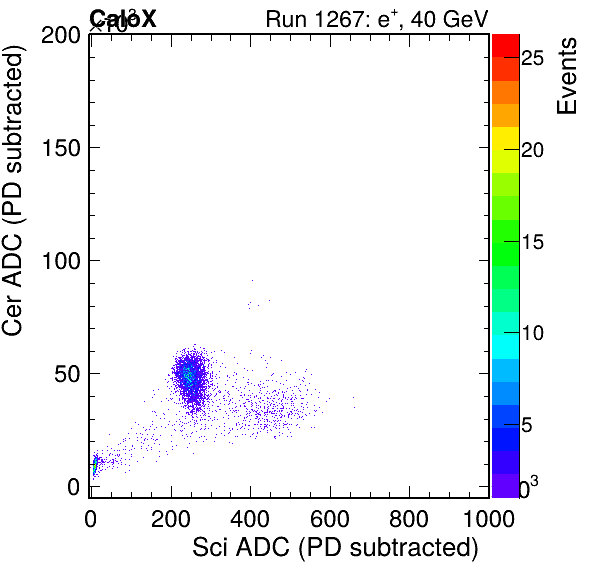 CaloX
×10³
Run 1267: e⁺, 40 GeV
200
150
100
50
0
0 200 400 600 800 1000
Sci ADC (PD subtracted)
Cer ADC (PD subtracted)
Events
25
20
15
10
5
0
3